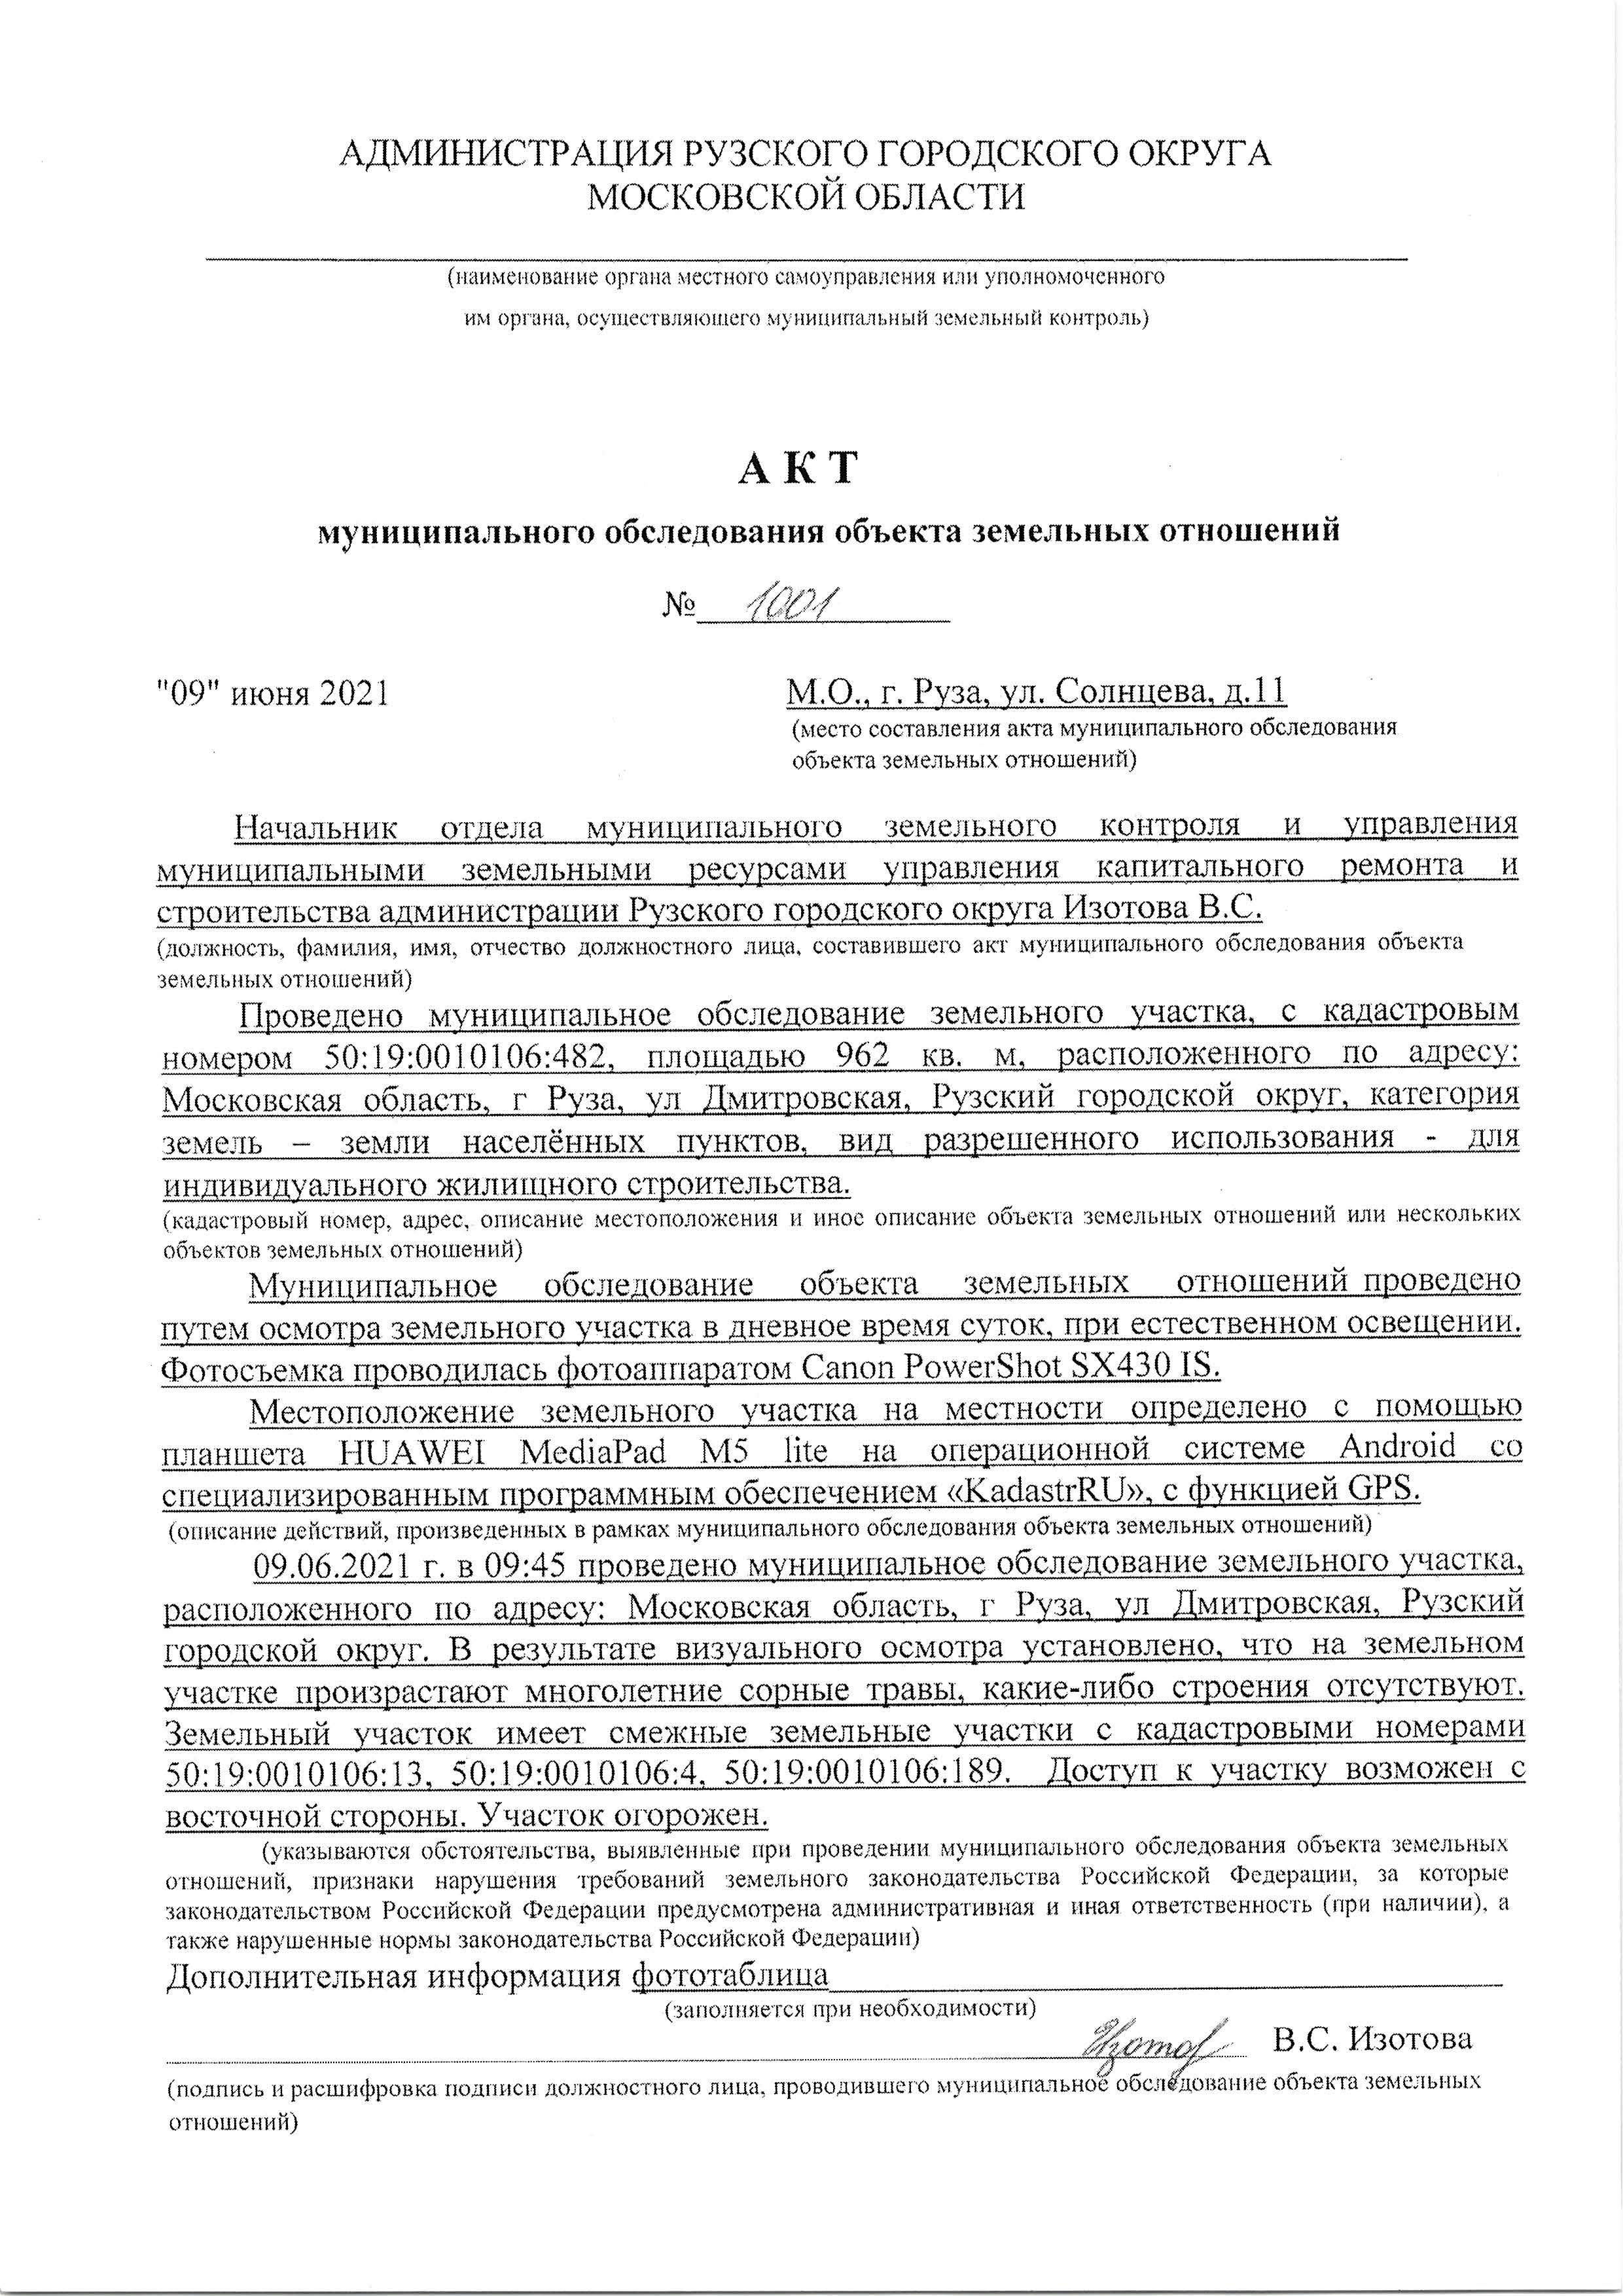 АДМИНИСТРАЦИЯ РУЗСКОГО ГОРОДСКОГО ОКРУГА
МОСКОВСКОЙ ОБЛАСТИ
(наименование органа местного самоуправления или уполномоченного
им органа, осуществляющего муниципальный земельный контроль)
А К Т
муниципального обследования объекта земельных отношений
№ 1001
"09" июня 2021
М.О., г. Руза, ул. Солнцева, д.11
(место составления акта муниципального обследования
объекта земельных отношений)
Начальник отдела муниципального земельного контроля и управления
муниципальными земельными ресурсами управления капитального ремонта и
строительства администрации Рузского городского округа Изотова В.С.
(должность, фамилия, имя, отчество должностного лица, составившего акт муниципального обследования объекта
земельных отношений)
Проведено муниципальное обследование земельного участка, с кадастровым
номером 50:19:0010106:482, площадью 962 кв. м, расположенного по адресу:
Московская область, г Руза, ул Дмитровская, Рузский городской округ, категория
земель – земли населённых пунктов, вид разрешенного использования - для
индивидуального жилищного строительства.
(кадастровый номер, адрес, описание местоположения и иное описание объекта земельных отношений или нескольких
объектов земельных отношений)
Муниципальное обследование объекта земельных отношений проведено
путем осмотра земельного участка в дневное время суток, при естественном освещении.
Фотосъемка проводилась фотоаппаратом Canon PowerShot SX430 IS.
Местоположение земельного участка на местности определено с помощью
планшета HUAWEI MediaPad M5 lite на операционной системе Android со
специализированным программным обеспечением «KadastrRU», с функцией GPS.
(описание действий, произведенных в рамках муниципального обследования объекта земельных отношений)
09.06.2021 г. в 09:45 проведено муниципальное обследование земельного участка,
расположенного по адресу: Московская область, г Руза, ул Дмитровская, Рузский
городской округ. В результате визуального осмотра установлено, что на земельном
участке произрастают многолетние сорные травы, какие-либо строения отсутствуют.
Земельный участок имеет смежные земельные участки с кадастровыми номерами
50:19:0010106:13, 50:19:0010106:4, 50:19:0010106:189. Доступ к участку возможен с
восточной стороны. Участок огорожен.
(указываются обстоятельства, выявленные при проведении муниципального обследования объекта земельных
отношений, признаки нарушения требований земельного законодательства Российской Федерации, за которые
законодательством Российской Федерации предусмотрена административная и иная ответственность (при наличии), а
также нарушенные нормы законодательства Российской Федерации)
Дополнительная информация фототаблица
(заполняется при необходимости)
Изотов В.С. Изотова
(подпись и расшифровка подписи должностного лица, проводившего муниципальное обследование объекта земельных
отношений)